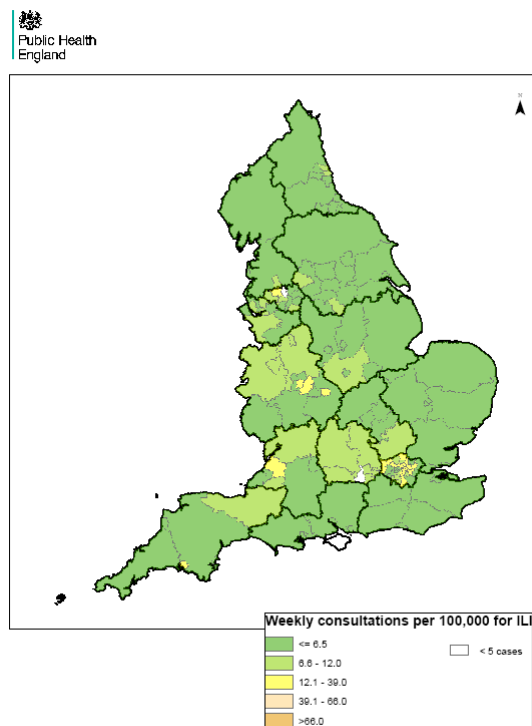 Public Health
England
N
Weekly consultations per 100,000 for ILI
<= 6.5
6.6 - 12.0
12.1 - 39.0
39.1 - 66.0
>66.0
< 5 cases